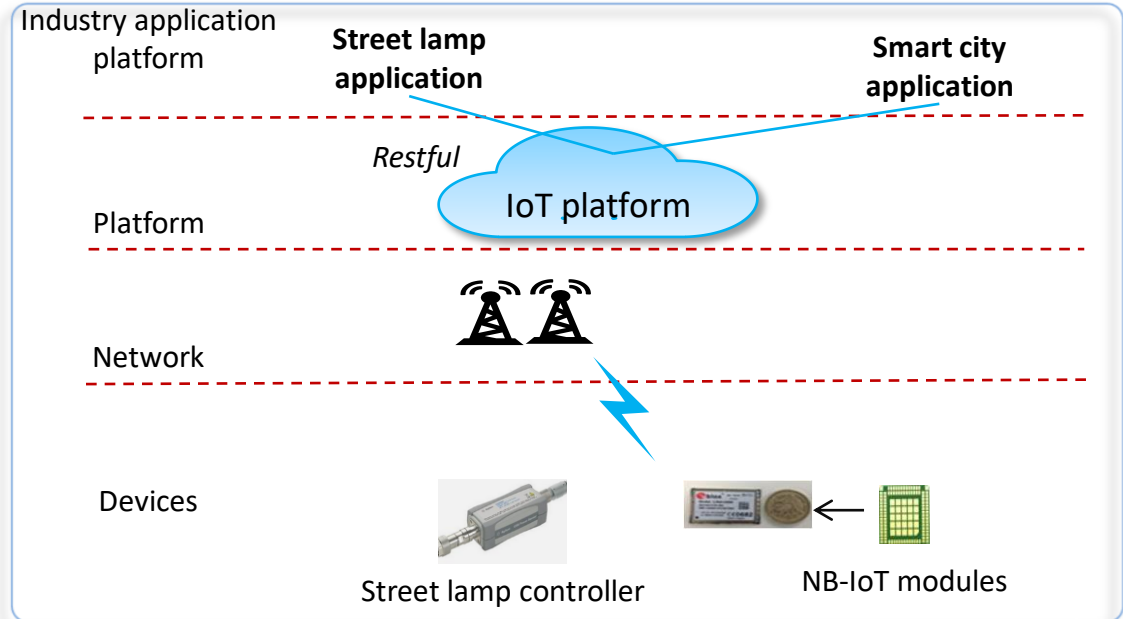 Industry application
platform
Street lamp
application
Smart city
application
Restful
IoT platform
Platform
Network
Devices
Street lamp controller
NB-IoT modules